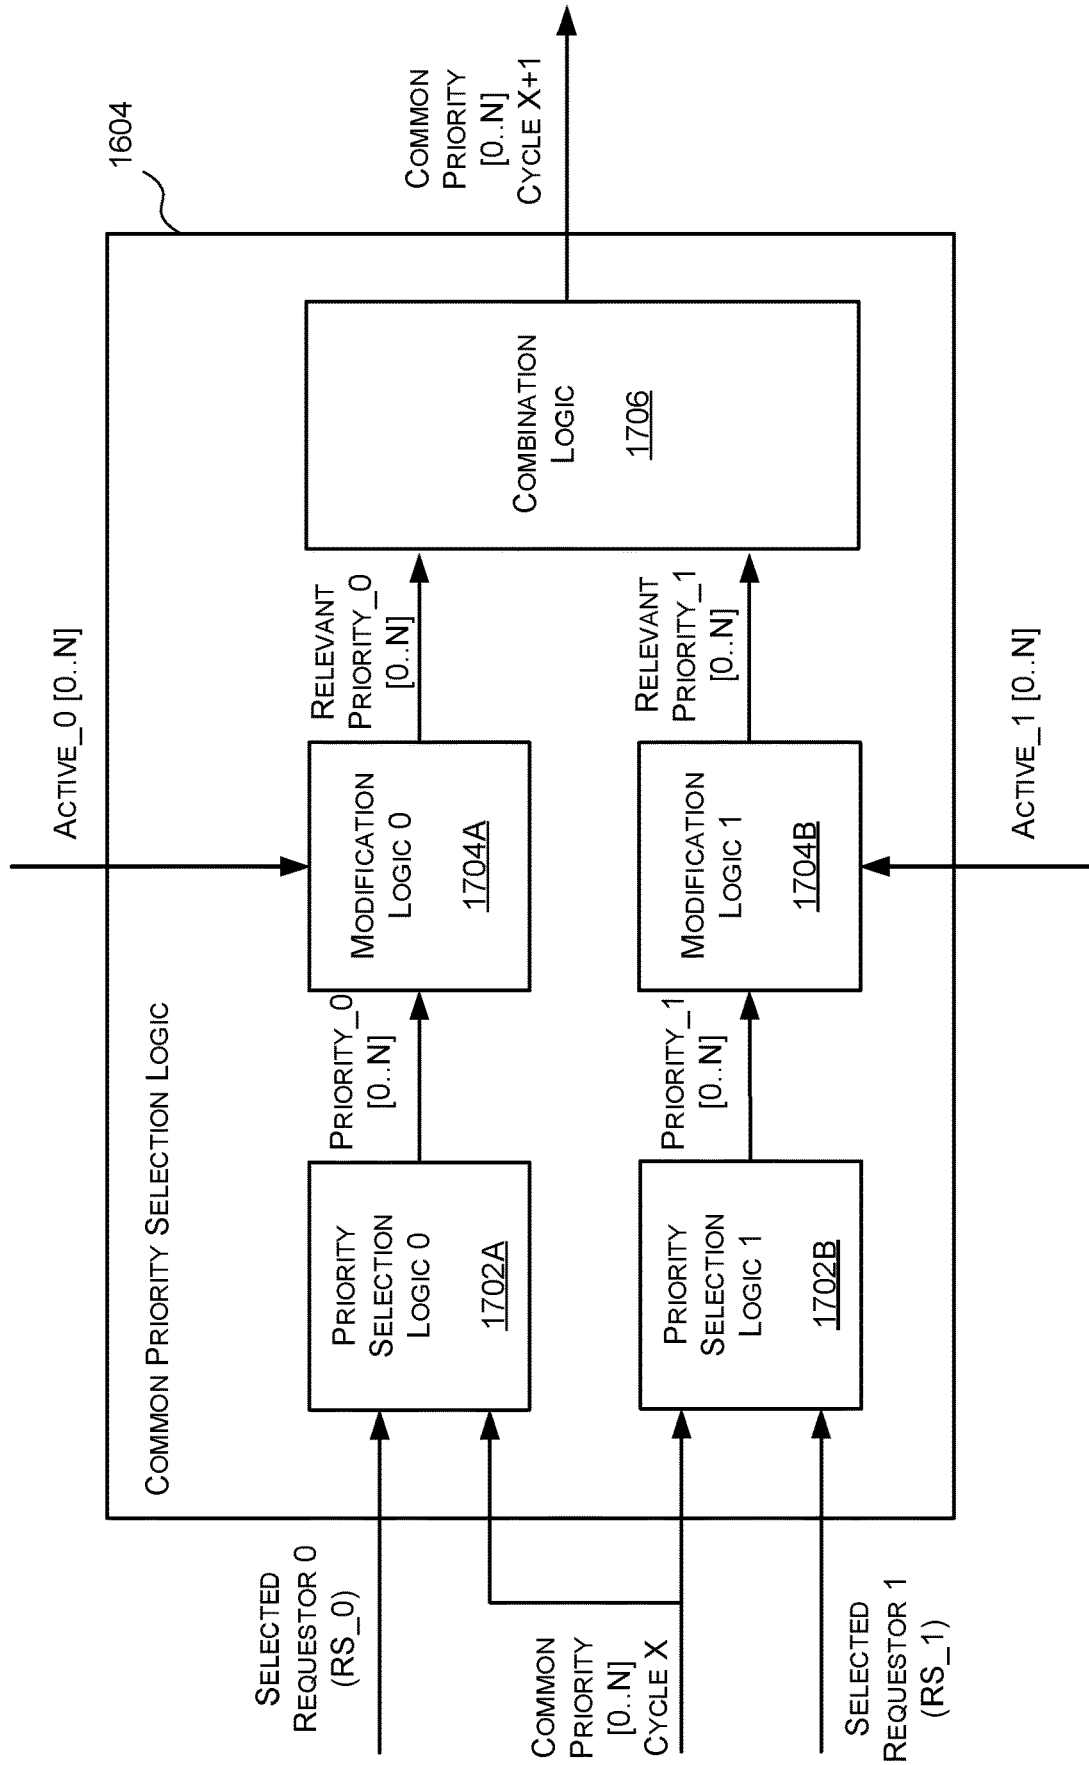 COMMON PRIORITY SELECTION LOGIC
1604
ACTIVE_0 [0..N]
SELECTED
REQUESTOR 0
(RS_0)
PRIORITY
SELECTION
LOGIC 0
1702A
PRIORITY_0
[0..N]
MODIFICATION
LOGIC 0
1704A
RELEVANT
PRIORITY_0
[0..N]
COMBINATION
LOGIC
1706
COMMON
PRIORITY
[0..N]
CYCLE X+1
COMMON
PRIORITY
[0..N]
CYCLE X
PRIORITY
SELECTION
LOGIC 1
1702B
PRIORITY_1
[0..N]
MODIFICATION
LOGIC 1
1704B
RELEVANT
PRIORITY_1
[0..N]
SELECTED
REQUESTOR 1
(RS_1)
ACTIVE_1 [0..N]